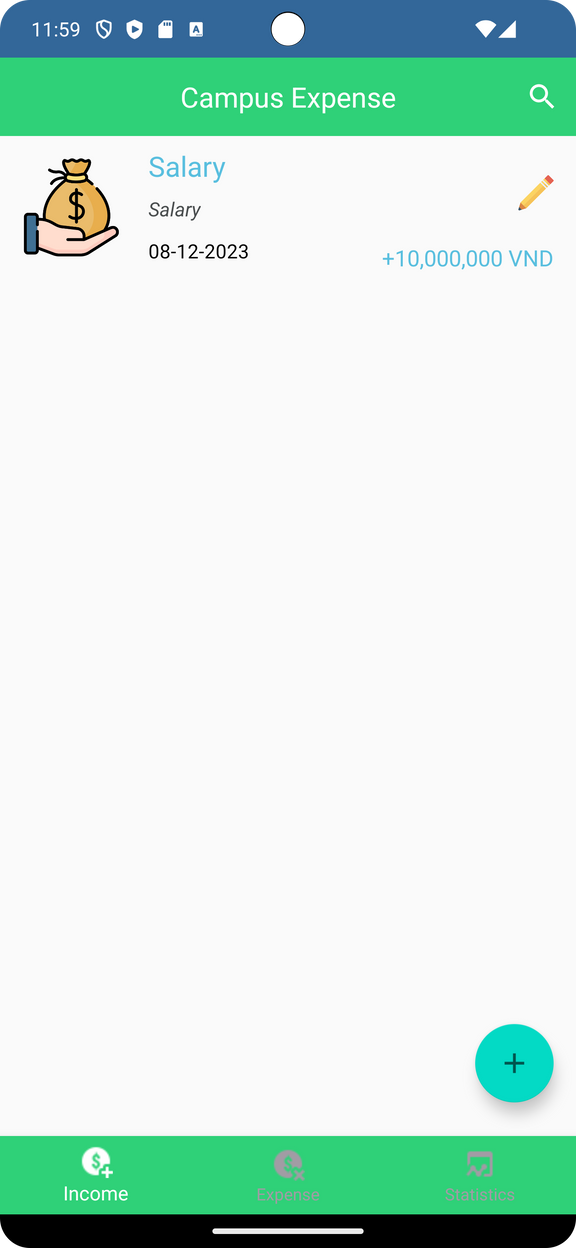 11:59
Campus Expense
Salary
Salary
08-12-2023
+10,000,000 VND
Income
Expense
Statistics